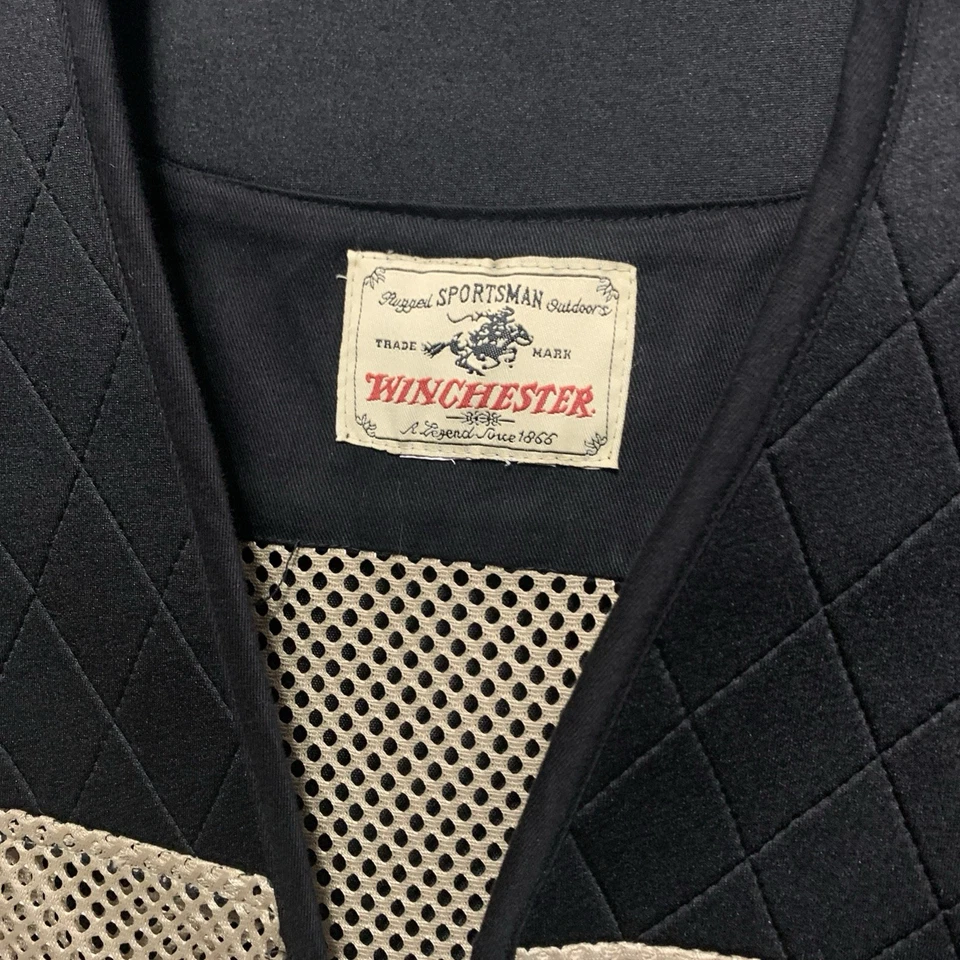 Rugged SPORTSMAN Outdoors
TRADE MARK
WINCHESTER
A Legend Since 1866